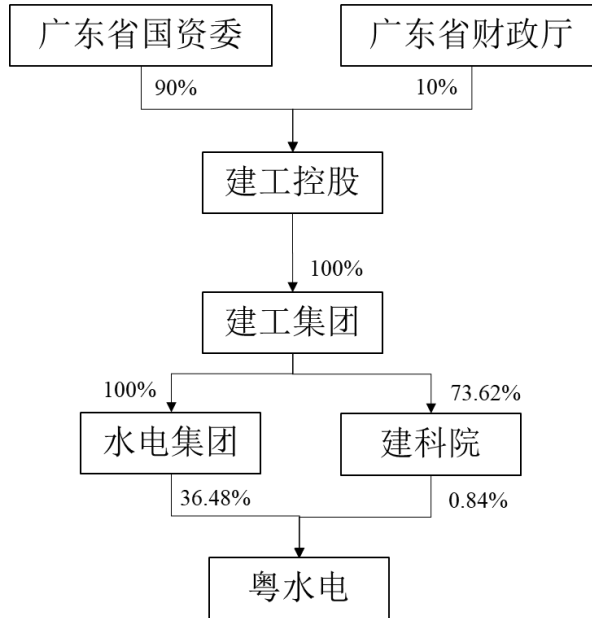 广东省国资委
广东省财政厅
90%
10%
建工控股
100%
建工集团
100%
73.62%
水电集团
建科院
36.48%
0.84%
粤水电